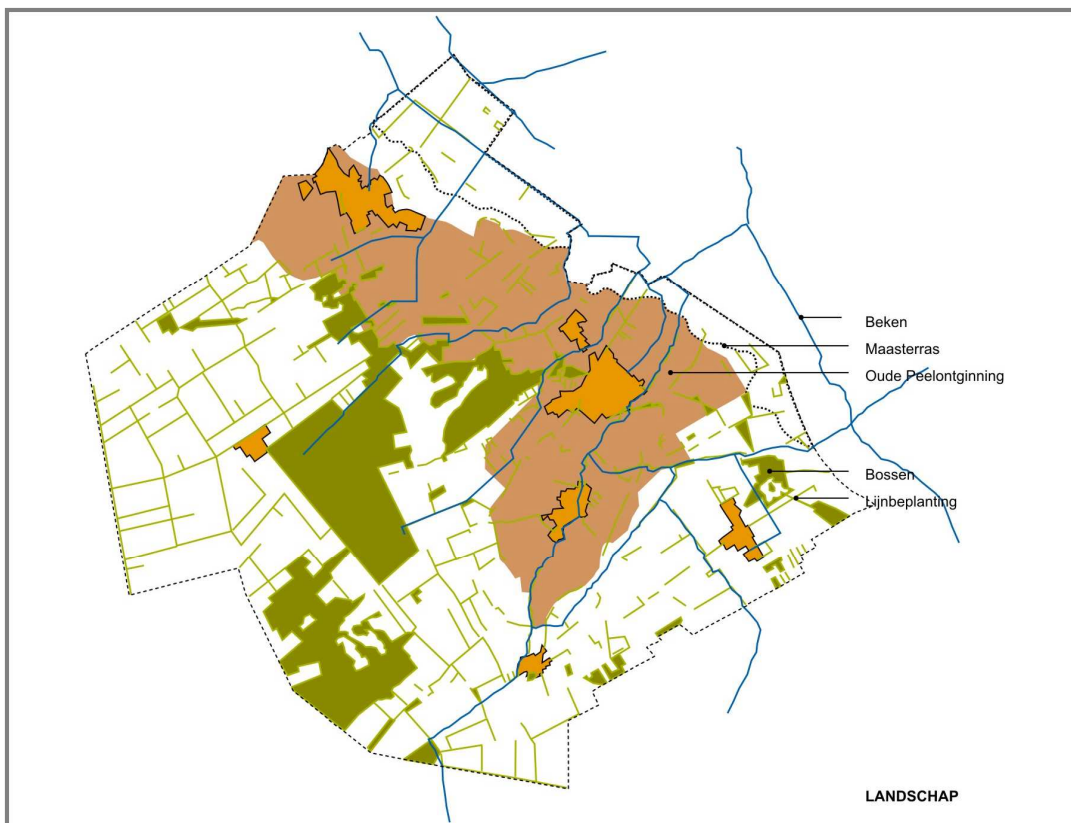 Beken
Maasterras
Oude Peelontginning
Bossen
Lijnbeplanting
LANDSCHAP